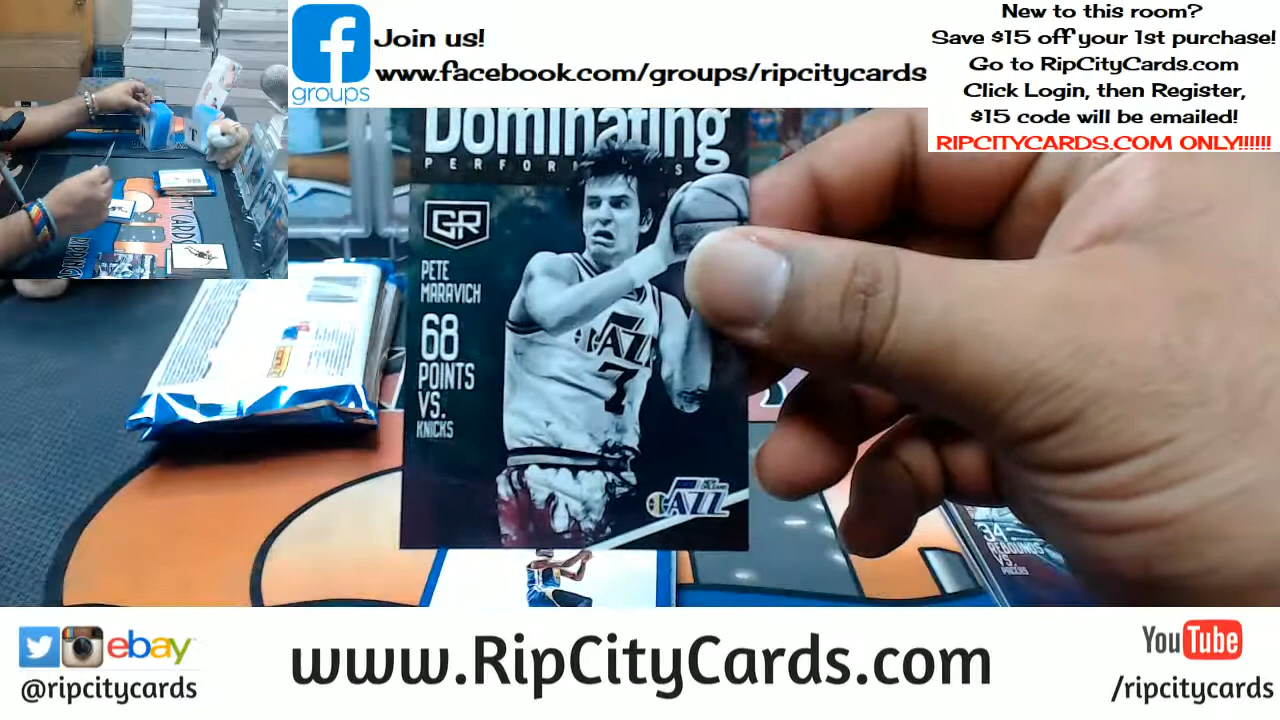 f
groups
Join us!
www.facebook.com/groups/ripcitycards
New to this room?
Save $15 off your 1st purchase!
Go to RipCityCards.com
Click Login, then Register,
$15 code will be emailed!
RIPCITYCARDS.COM ONLY!!!!!!
Dominating
GR
PETE
MARAVICH
68
POINTS
VS.
KNICKS
JAZZ
7
JAZZ
34
REBOUNDS
VS.
ebay
@ripcitycards
www.RipCityCards.com
YouTube
/ripcitycards